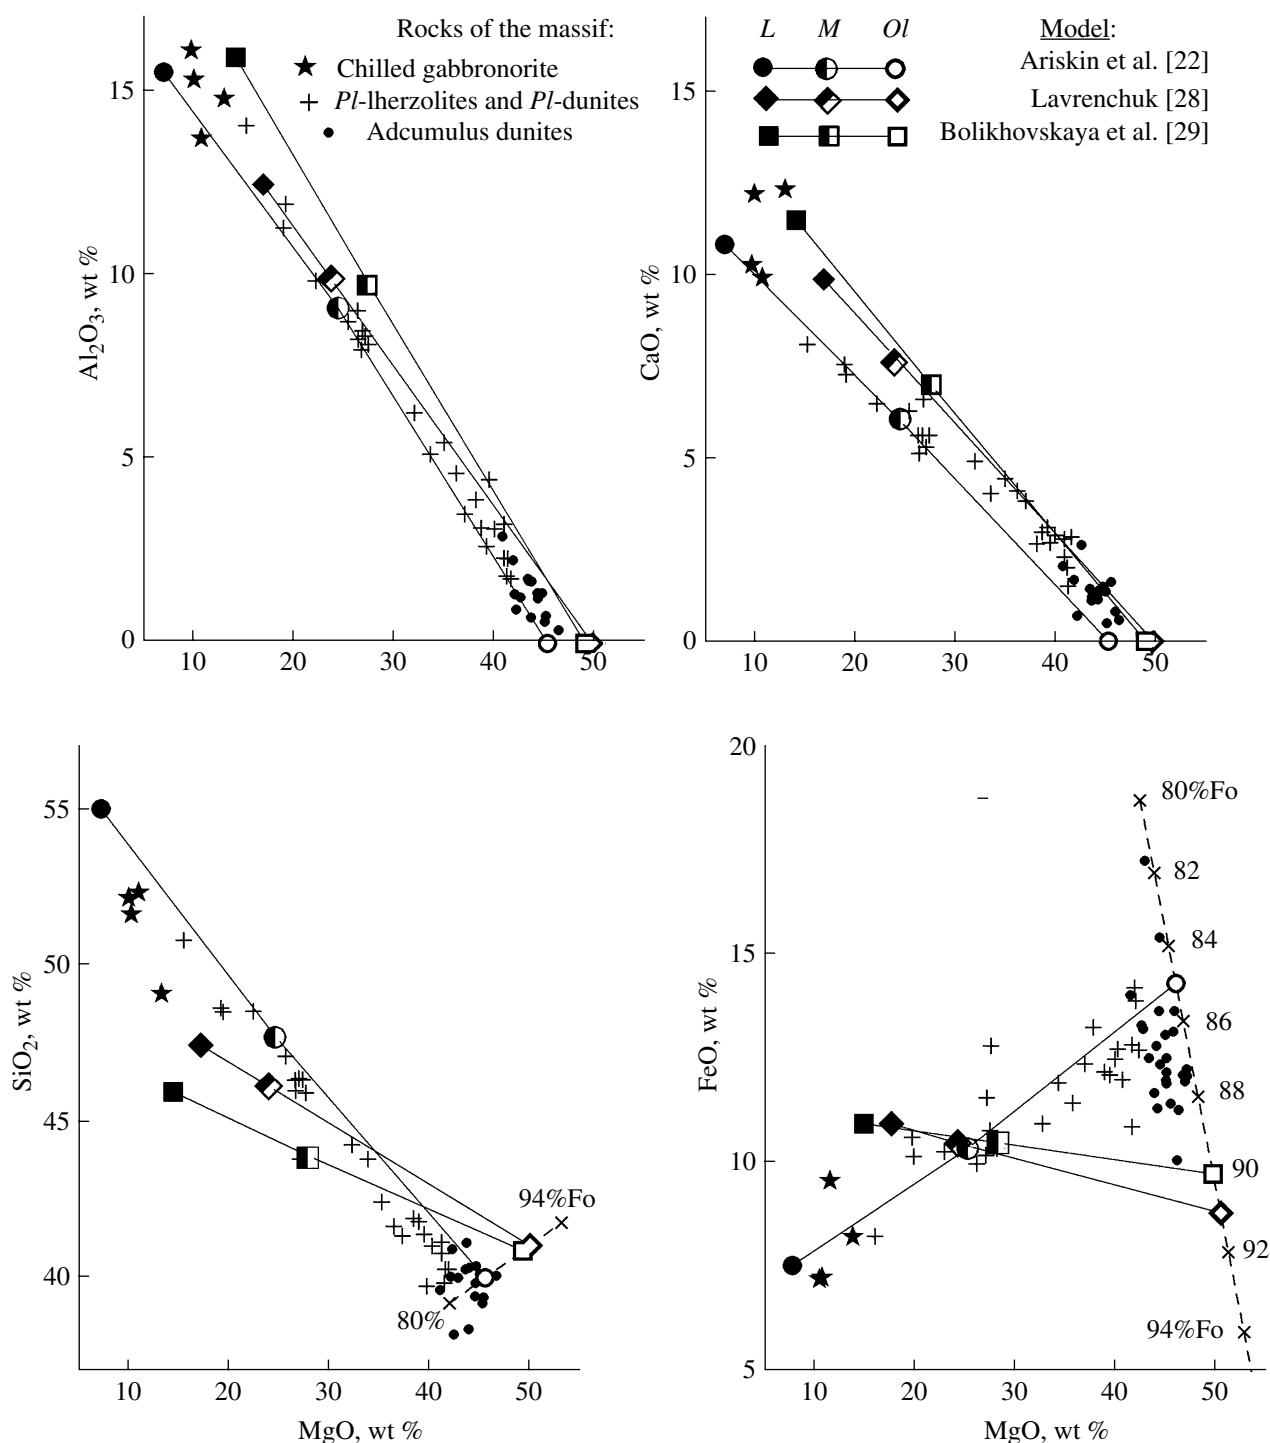 Rocks of the massif:
Chilled gabbronorite
Pl-lherzolites and Pl-dunites
Adcumulus dunites
15
10
5
0
Al2O3, wt %
10 20 30 40 50
L M Ol Model:
Ariskin et al. [22]
Lavrenchuk [28]
Bolikhovskaya et al. [29]
15
10
5
0
CaO, wt %
10 20 30 40 50
55
50
45
40
SiO2, wt %
94%Fo
80%
10 20 30 40 50
MgO, wt %
20
15
10
5
FeO, wt %
80%Fo
82
84
86
88
90
92
94%Fo
10 20 30 40 50
MgO, wt %